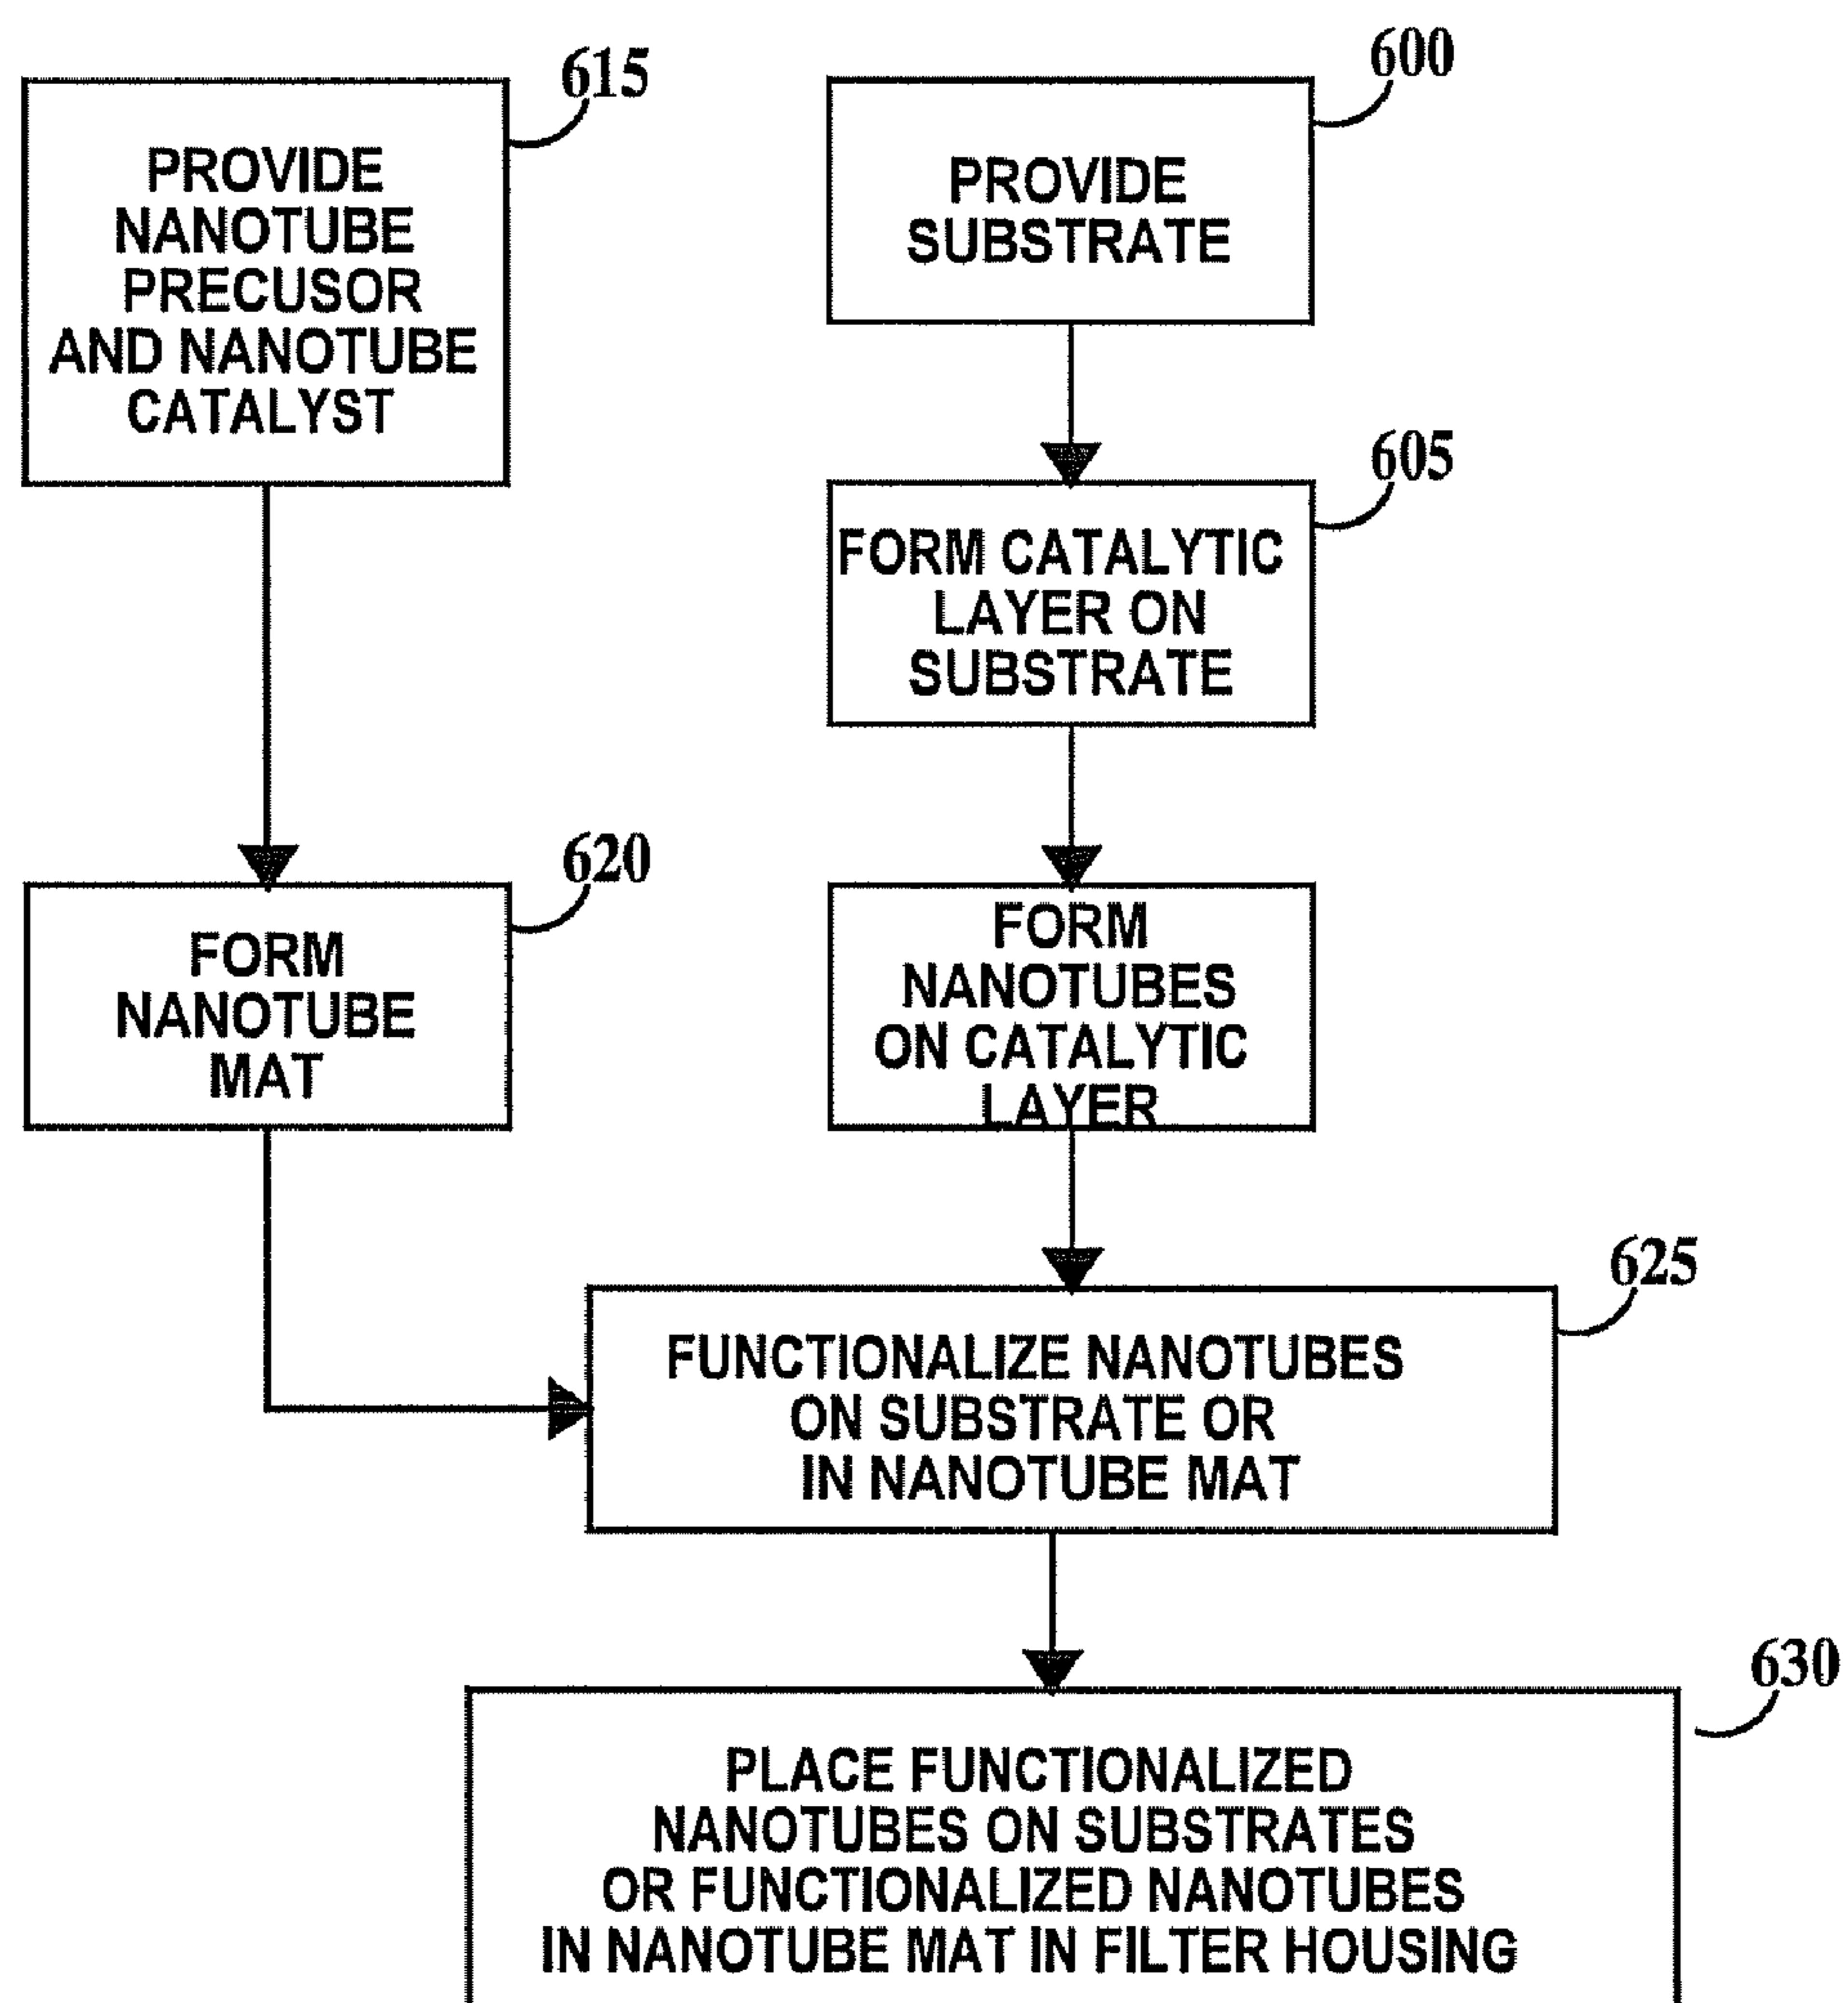 615
PROVIDE
NANOTUBE
PRECUSOR
AND NANOTUBE
CATALYST
600
PROVIDE
SUBSTRATE
605
FORM CATALYTIC
LAYER ON
SUBSTRATE
620
FORM
NANOTUBE
MAT
FORM
NANOTUBES
ON CATALYTIC
LAYER
625
FUNCTIONALIZE NANOTUBES
ON SUBSTRATE OR
IN NANOTUBE MAT
630
PLACE FUNCTIONALIZED
NANOTUBES ON SUBSTRATES
OR FUNCTIONALIZED NANOTUBES
IN NANOTUBE MAT IN FILTER HOUSING